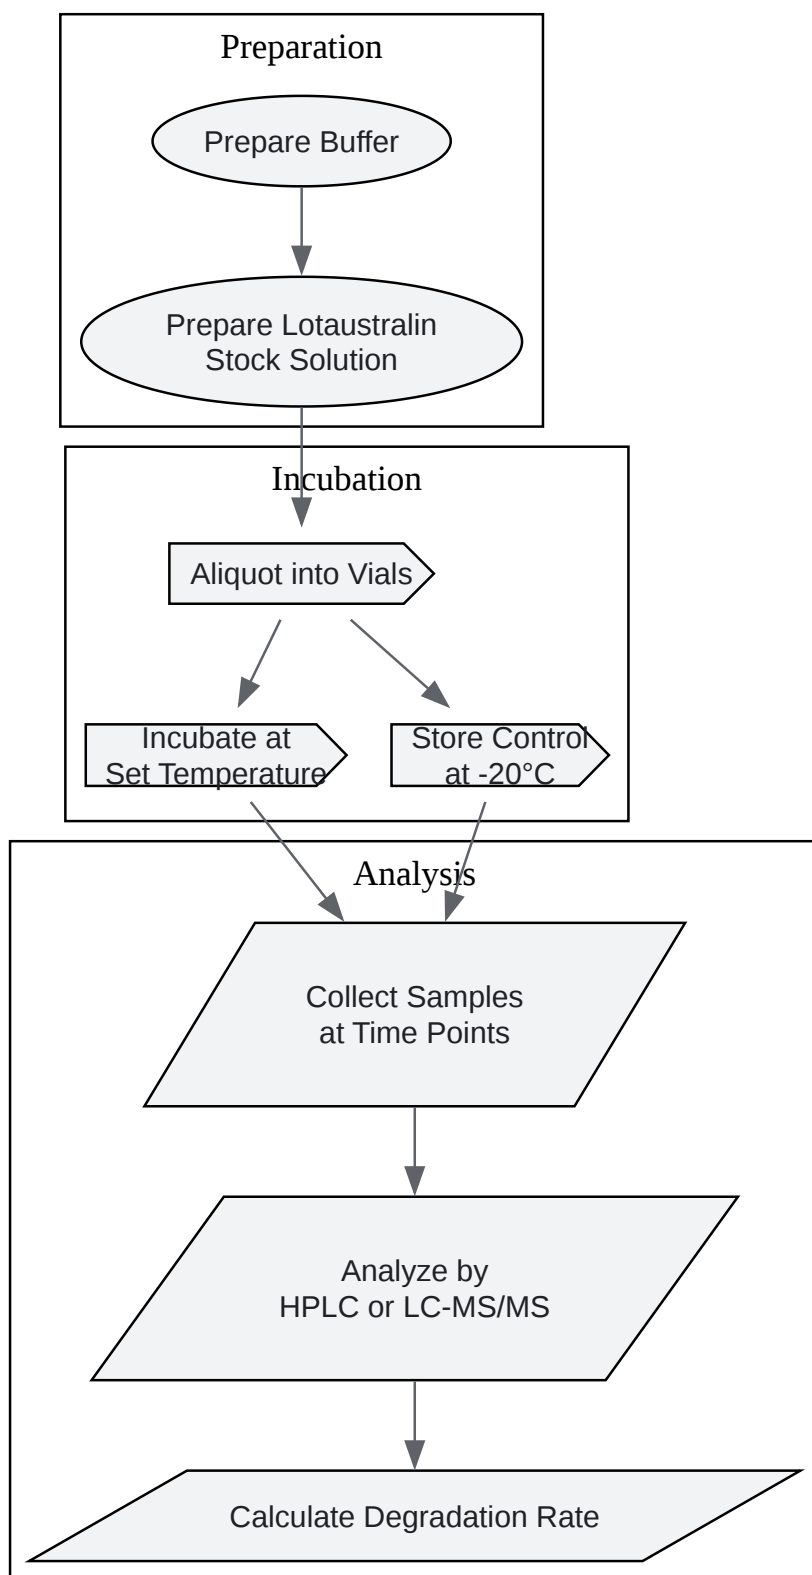 Preparation
Prepare Buffer
Prepare Lotaustralin
Stock Solution
Incubation
Aliquot into Vials
Incubate at
Set Temperature
Store Control
at -20°C
Analysis
Collect Samples
at Time Points
Analyze by
HPLC or LC-MS/MS
Calculate Degradation Rate